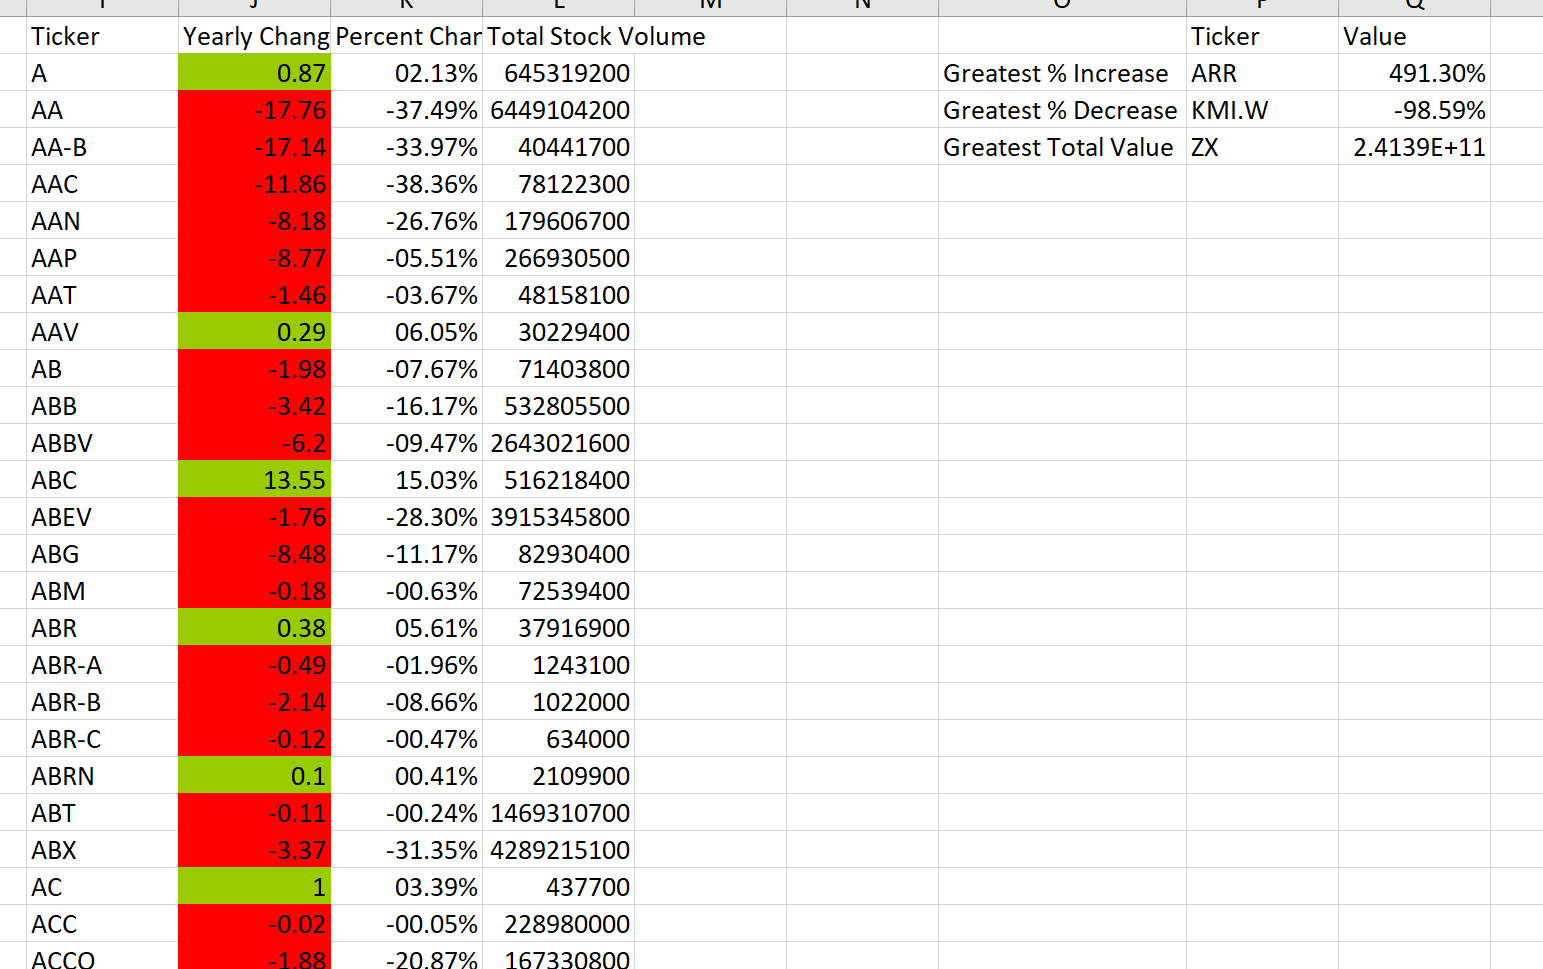 I J K L M N O P Q
Ticker Yearly Chang Percent Char Total Stock Volume Ticker Value
A 0.87 02.13% 645319200 Greatest % Increase ARR 491.30%
AA -17.76 -37.49% 6449104200 Greatest % Decrease KMI.W -98.59%
AA-B -17.14 -33.97% 40441700 Greatest Total Value ZX 2.4139E+11
AAC -11.86 -38.36% 78122300
AAN -8.18 -26.76% 179606700
AAP -8.77 -05.51% 266930500
AAT -1.46 -03.67% 48158100
AAV 0.29 06.05% 30229400
AB -1.98 -07.67% 71403800
ABB -3.42 -16.17% 532805500
ABBV -6.2 -09.47% 2643021600
ABC 13.55 15.03% 516218400
ABEV -1.76 -28.30% 3915345800
ABG -8.48 -11.17% 82930400
ABM -0.18 -00.63% 72539400
ABR 0.38 05.61% 37916900
ABR-A -0.49 -01.96% 1243100
ABR-B -2.14 -08.66% 1022000
ABR-C -0.12 -00.47% 634000
ABRN 0.1 00.41% 2109900
ABT -0.11 -00.24% 1469310700
ABX -3.37 -31.35% 4289215100
AC 1 03.39% 437700
ACC -0.02 -00.05% 228980000
ACCO -1.88 -20.87% 167330800